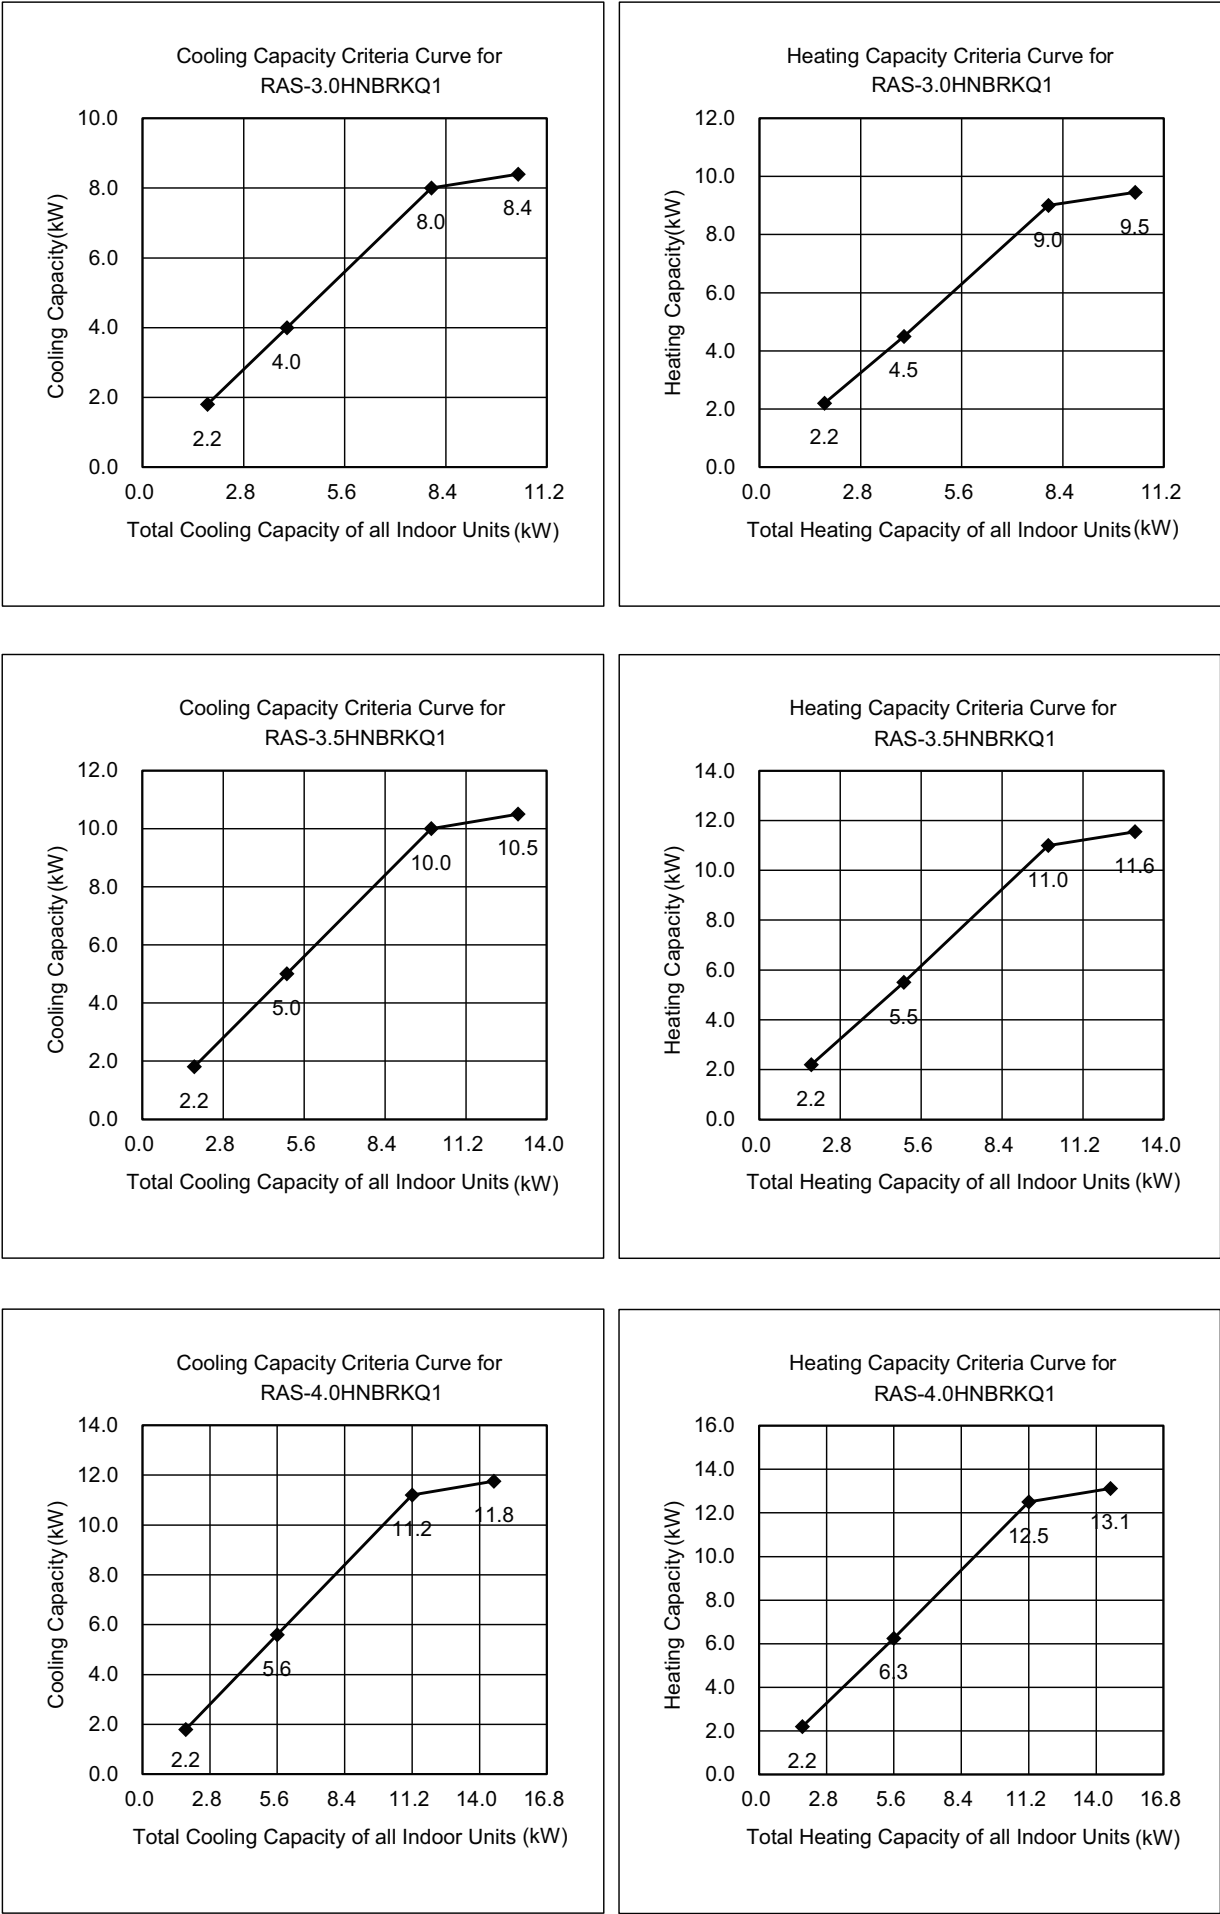 Cooling Capacity Criteria Curve for
RAS-3.0HNBRKQ1
10.0
8.0
6.0
4.0
2.0
0.0
Cooling Capacity(kW)
2.2
4.0
8.0
8.4
0.0 2.8 5.6 8.4 11.2
Total Cooling Capacity of all Indoor Units (kW)
Heating Capacity Criteria Curve for
RAS-3.0HNBRKQ1
12.0
10.0
8.0
6.0
4.0
2.0
0.0
Heating Capacity(kW)
2.2
4.5
9.0
9.5
0.0 2.8 5.6 8.4 11.2
Total Heating Capacity of all Indoor Units (kW)
Cooling Capacity Criteria Curve for
RAS-3.5HNBRKQ1
12.0
10.0
8.0
6.0
4.0
2.0
0.0
Cooling Capacity (kW)
2.2
5.0
10.0
10.5
0.0 2.8 5.6 8.4 11.2 14.0
Total Cooling Capacity of all Indoor Units (kW)
Heating Capacity Criteria Curve for
RAS-3.5HNBRKQ1
14.0
12.0
10.0
8.0
6.0
4.0
2.0
0.0
Heating Capacity (kW)
2.2
5.5
11.0
11.6
0.0 2.8 5.6 8.4 11.2 14.0
Total Heating Capacity of all Indoor Units (kW)
Cooling Capacity Criteria Curve for
RAS-4.0HNBRKQ1
14.0
12.0
10.0
8.0
6.0
4.0
2.0
0.0
Cooling Capacity (kW)
2.2
5.6
11.2
11.8
0.0 2.8 5.6 8.4 11.2 14.0 16.8
Total Cooling Capacity of all Indoor Units (kW)
Heating Capacity Criteria Curve for
RAS-4.0HNBRKQ1
16.0
14.0
12.0
10.0
8.0
6.0
4.0
2.0
0.0
Heating Capacity (kW)
2.2
6.3
12.5
13.1
0.0 2.8 5.6 8.4 11.2 14.0 16.8
Total Heating Capacity of all Indoor Units (kW)